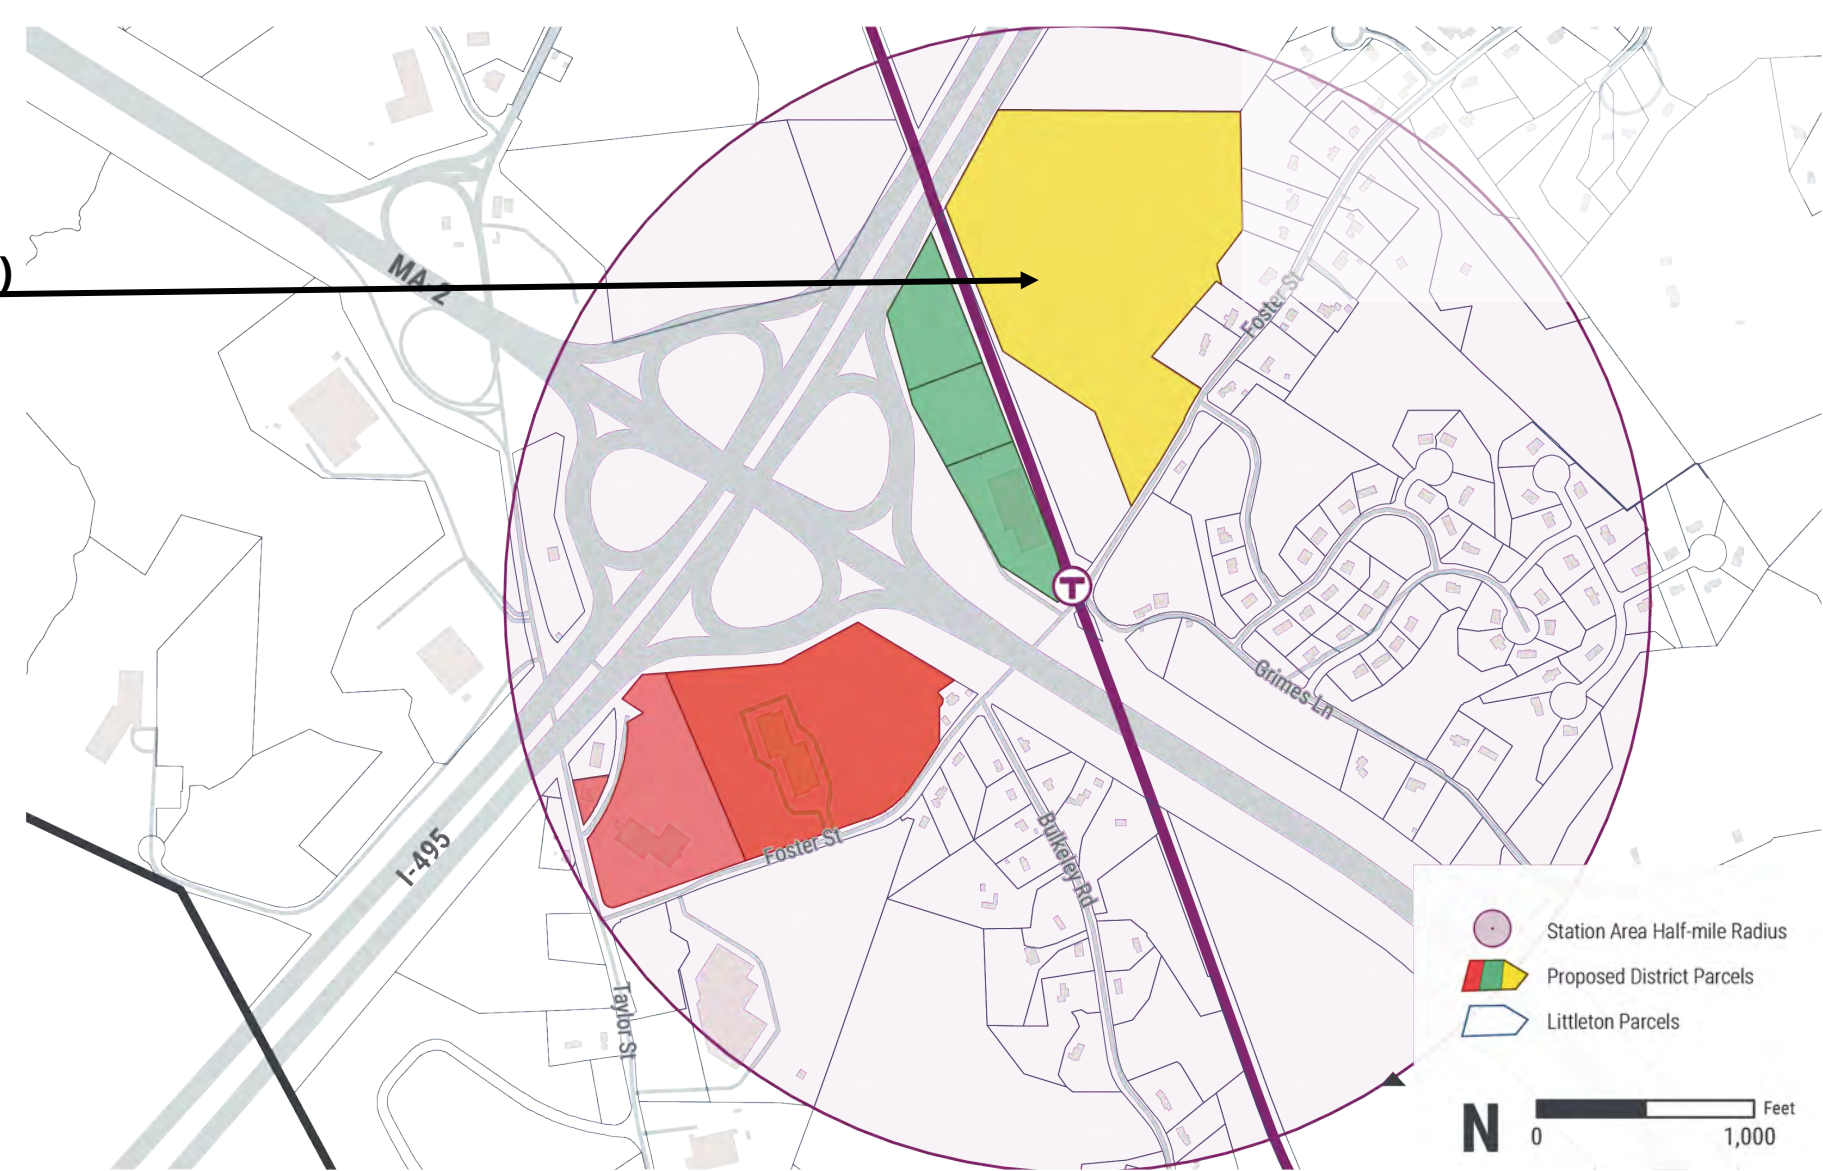 )
MA-2
Foster St
T
Grimes Ln
Foster St
Bulkeley Rd
I-495
Taylor St
Station Area Half-mile Radius
Proposed District Parcels
Littleton Parcels
N
Feet
0 1,000